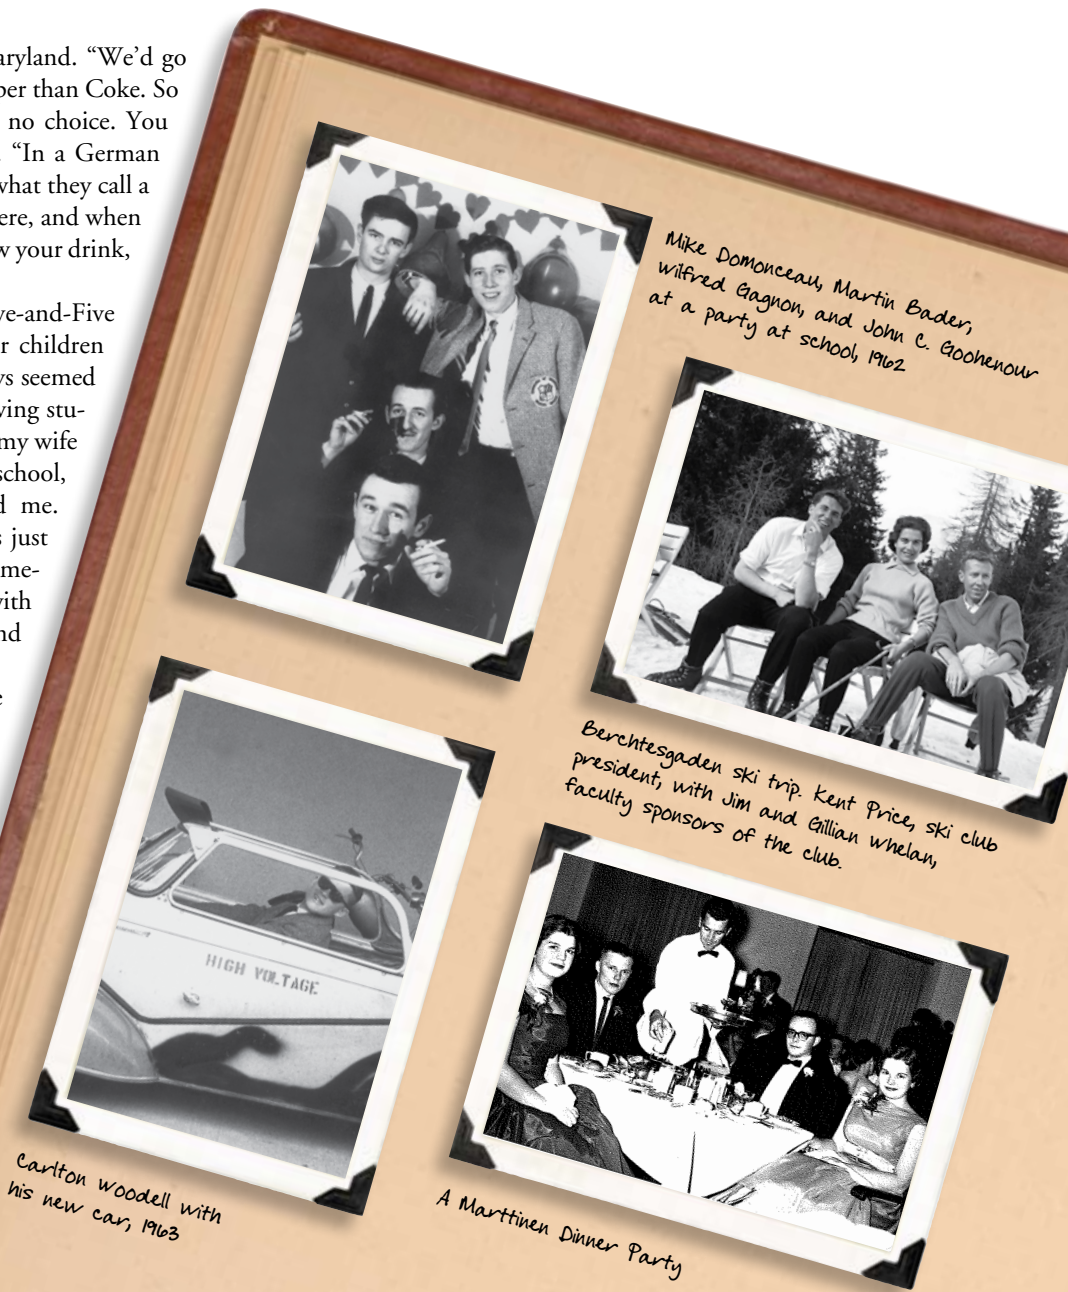 aryland. “We’d go
per than Coke. So
no choice. You
“In a German
what they call a
ere, and when
w your drink,
ve-and-Five
r children
ys seemed
ving stu-
my wife
school,
d me.
s just
me-
with
nd
e
Mike Domonceau, Martin Bader,
Wilfred Gagnon, and John C. Goohenour
at a party at school, 1962
Berchtesgaden ski trip. Kent Price, ski club
president, with Jim and Gillian Whelan,
faculty sponsors of the club.
HIGH VOLTAGE
Carlton Woodell with
his new car, 1963
A Marttinen Dinner Party